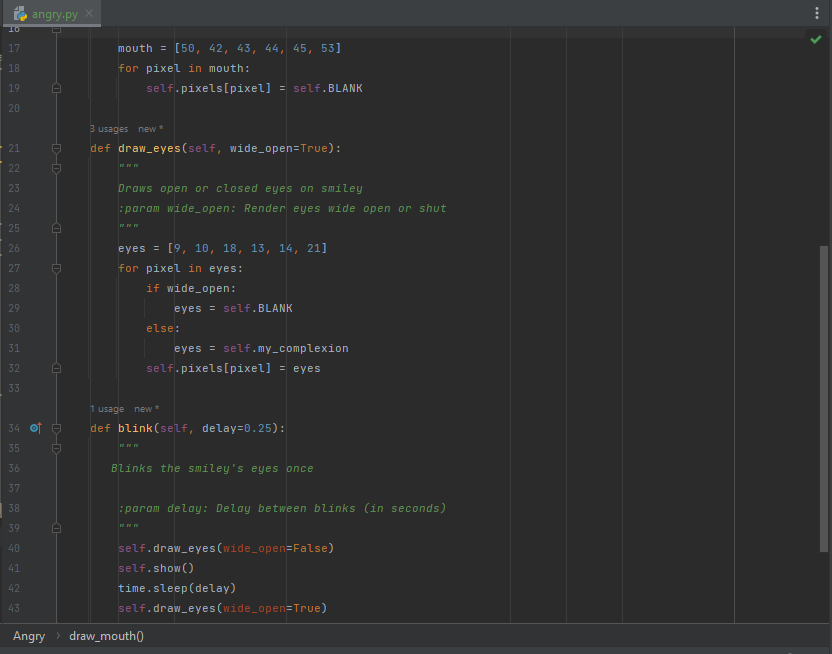 angry.py
16
17 mouth = [50, 42, 43, 44, 45, 53]
18 for pixel in mouth:
19 self.pixels[pixel] = self.BLANK
20
3 usages new *
21 def draw_eyes(self, wide_open=True):
22 """
23 Draws open or closed eyes on smiley
24 :param wide_open: Render eyes wide open or shut
25 """
26 eyes = [9, 10, 18, 13, 14, 21]
27 for pixel in eyes:
28 if wide_open:
29 eyes = self.BLANK
30 else:
31 eyes = self.my_complexion
32 self.pixels[pixel] = eyes
33
1 usage new *
34 def blink(self, delay=0.25):
35 """
36 Blinks the smiley's eyes once
37
38 :param delay: Delay between blinks (in seconds)
39 """
40 self.draw_eyes(wide_open=False)
41 self.show()
42 time.sleep(delay)
43 self.draw_eyes(wide_open=True)
Angry › draw_mouth()